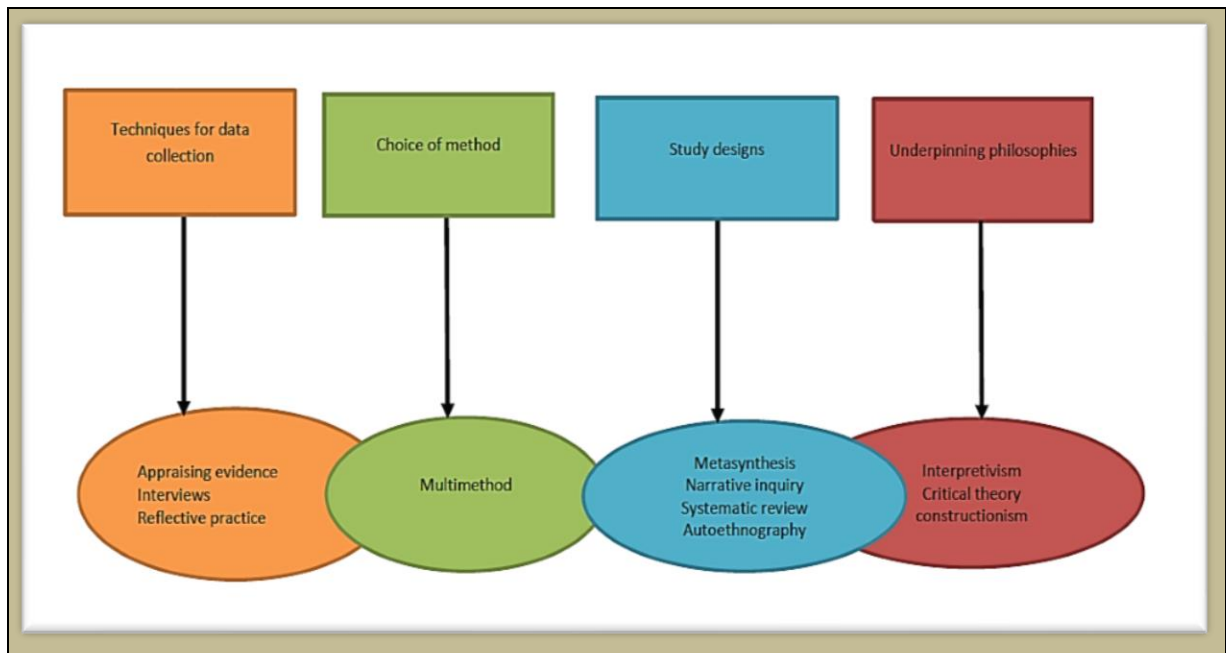 Techniques for data
collection
Choice of method
Study designs
Underpinning philosophies
Appraising evidence
Interviews
Reflective practice
Multimethod
Metasynthesis
Narrative inquiry
Systematic review
Autoethnography
Interpretivism
Critical theory
constructionism